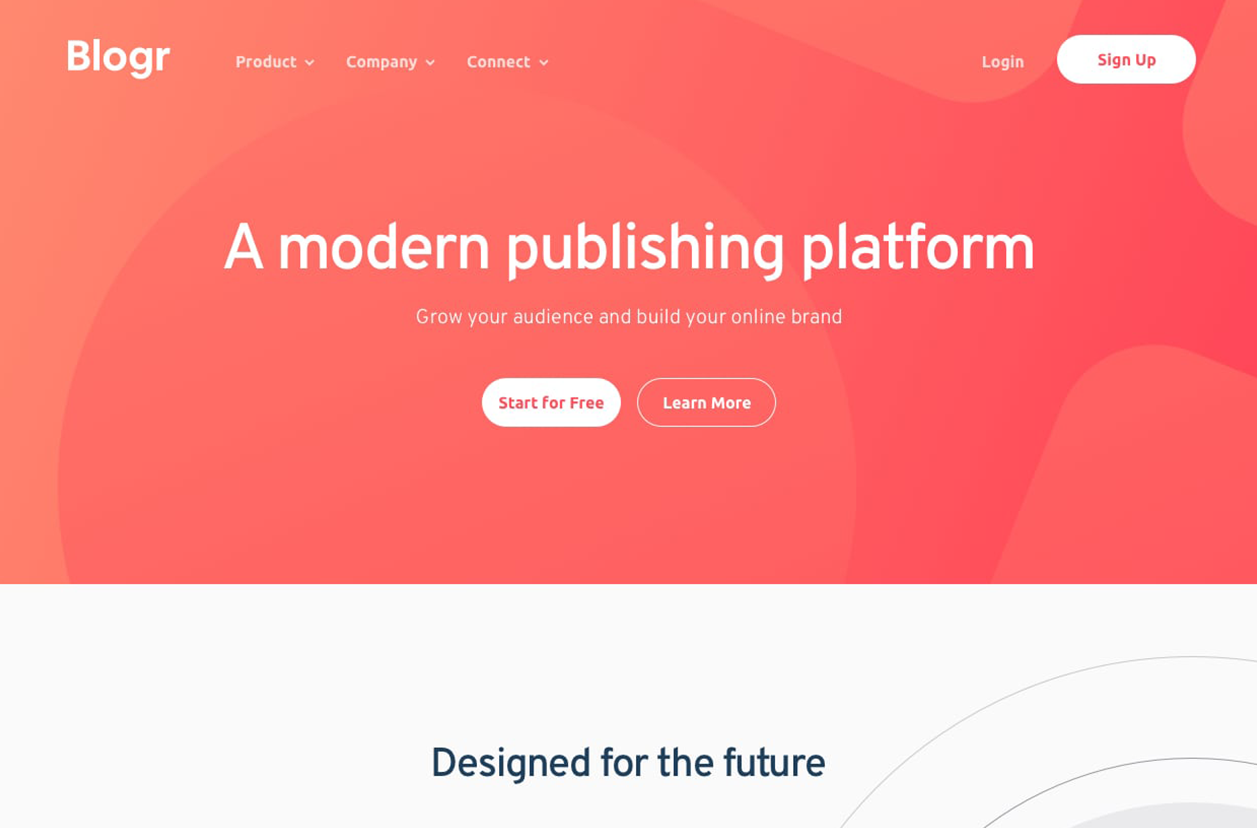 Blogr Product Company Connect Login Sign Up
A modern publishing platform
Grow your audience and build your online brand
Start for Free Learn More
Designed for the future